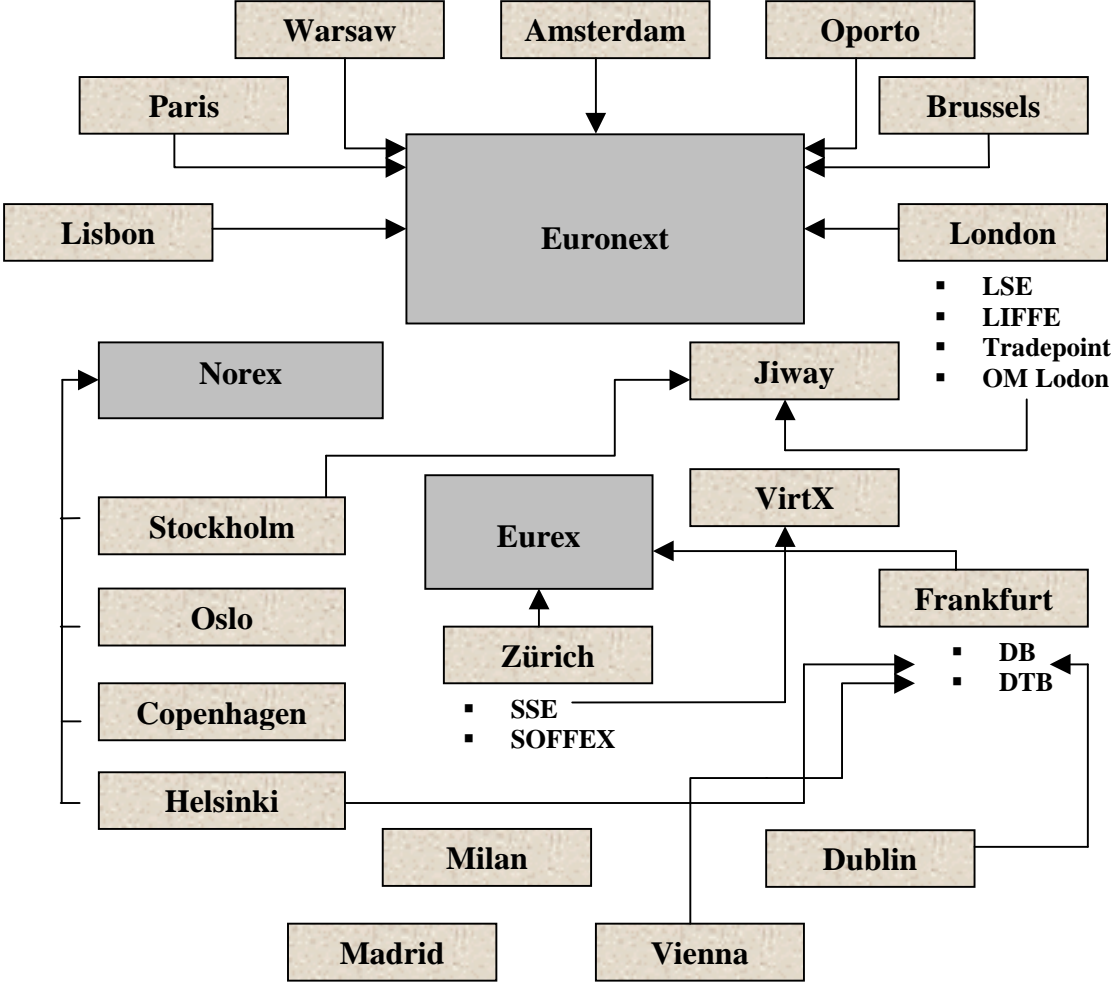 Warsaw
Amsterdam
Oporto
Paris
Brussels
Lisbon
Euronext
London
▪ LSE
▪ LIFFE
▪ Tradepoint
▪ OM Lodon
Norex
Jiway
Stockholm
Eurex
VirtX
Oslo
Frankfurt
▪ DB
▪ DTB
Zürich
▪ SSE
▪ SOFFEX
Copenhagen
Helsinki
Milan
Dublin
Madrid
Vienna